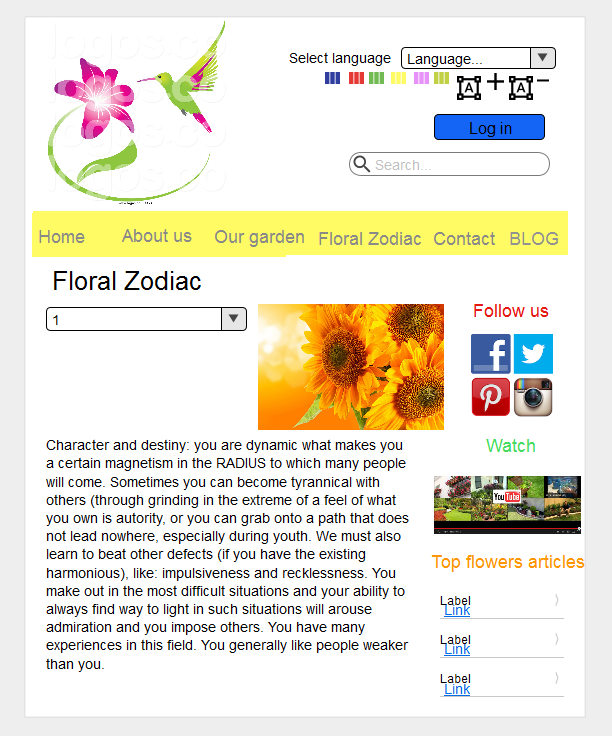 Select language
Language...
A
A
Log in
Search...
Home
About us
Our garden
Floral Zodiac
Contact
BLOG
Floral Zodiac
1
Follow us
Character and destiny: you are dynamic what makes you
a certain magnetism in the RADIUS to which many people
will come. Sometimes you can become tyrannical with
others (through grinding in the extreme of a feel of what
you own is autority, or you can grab onto a path that does
not lead nowhere, especially during youth. We must also
learn to beat other defects (if you have the existing
harmonious), like: impulsiveness and recklessness. You
make out in the most difficult situations and your ability to
always find way to light in such situations will arouse
admiration and you impose others. You have many
experiences in this field. You generally like people weaker
than you.
Watch
YouTube
Top flowers articles
Label
Link
Label
Link
Label
Link